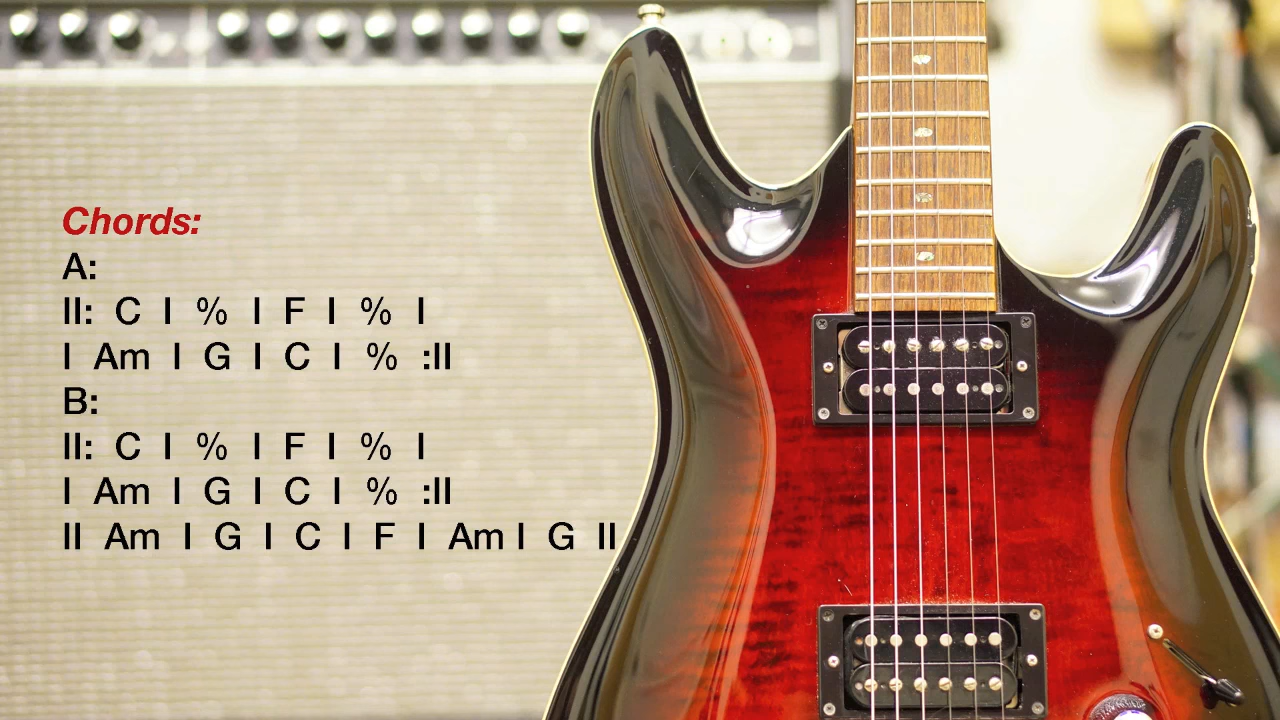 Chords:
A:
II: C I % I F I % I
I Am I G I C I % :II
B:
II: C I % I F I % I
I Am I G I C I % :II
II Am I G I C I F I Am I G II